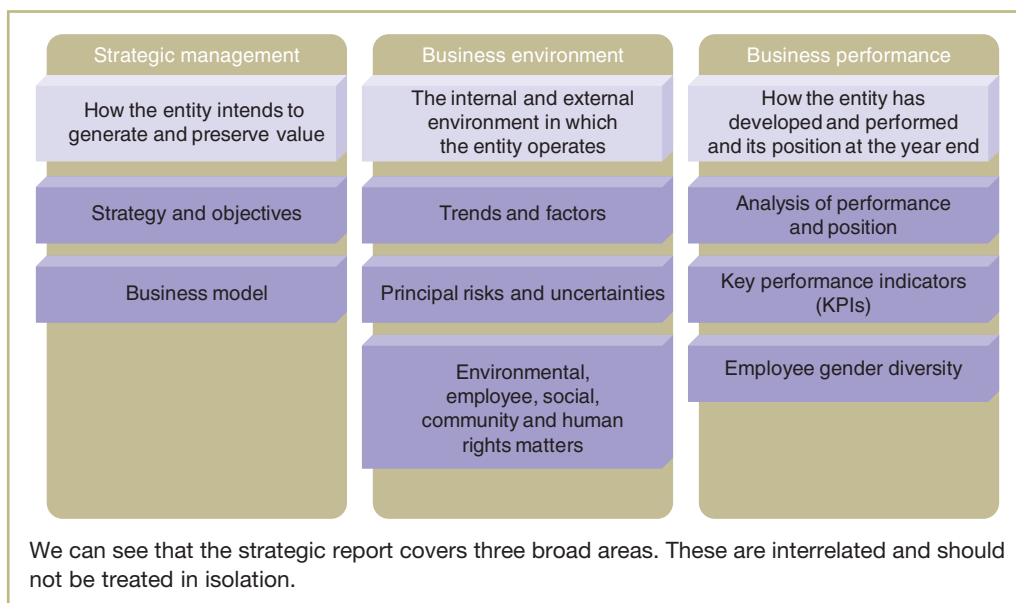 Strategic management
How the entity intends to
generate and preserve value
Strategy and objectives
Business model
Business environment
The internal and external
environment in which
the entity operates
Trends and factors
Principal risks and uncertainties
Environmental,
employee, social,
community and human
rights matters
Business performance
How the entity has
developed and performed
and its position at the year end
Analysis of performance
and position
Key performance indicators
(KPIs)
Employee gender diversity
We can see that the strategic report covers three broad areas. These are interrelated and should
not be treated in isolation.